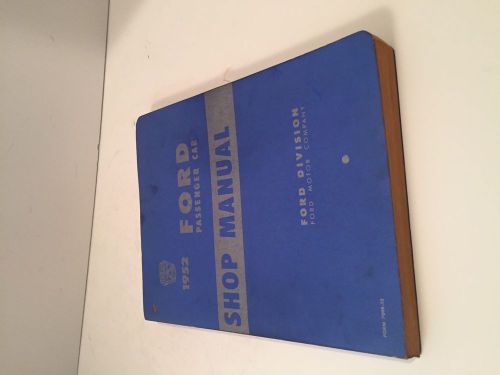 1952 FORD
PASSENGER CAR
SHOP MANUAL
FORD DIVISION
FORD MOTOR COMPANY